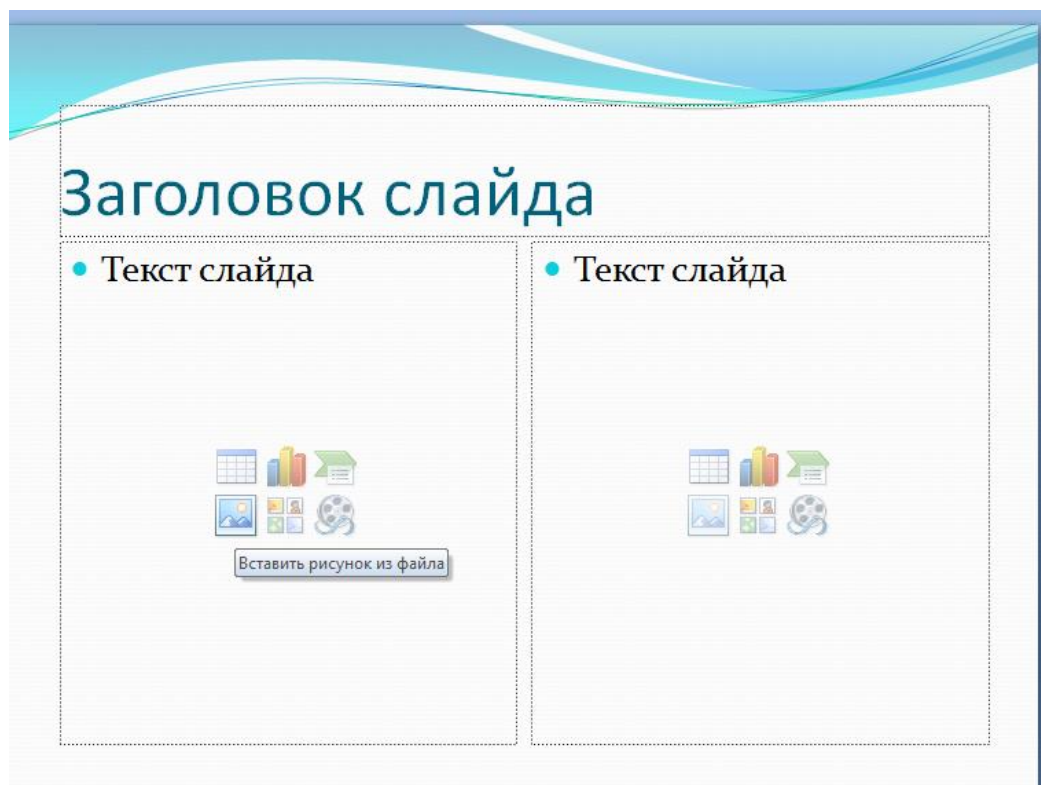 Заголовок слайда
• Текст слайда
Вставить рисунок из файла
• Текст слайда